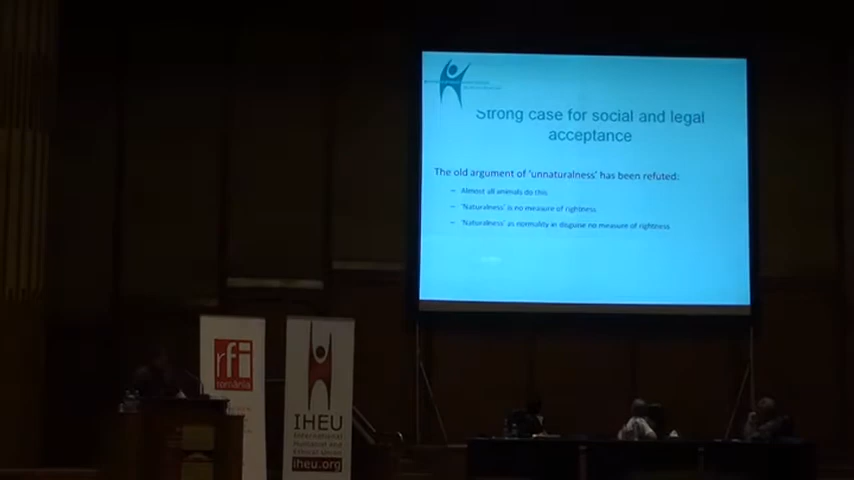 Strong case for social and legal
acceptance
The old argument of 'unnaturalness' has been refuted:
– Almost all animals do this
– 'Naturalness' is no measure of rightness
– 'Naturalness' as normality in disguise no measure of rightness
rfi
românia
IHEU
International
Humanist and
Ethical Union
iheu.org